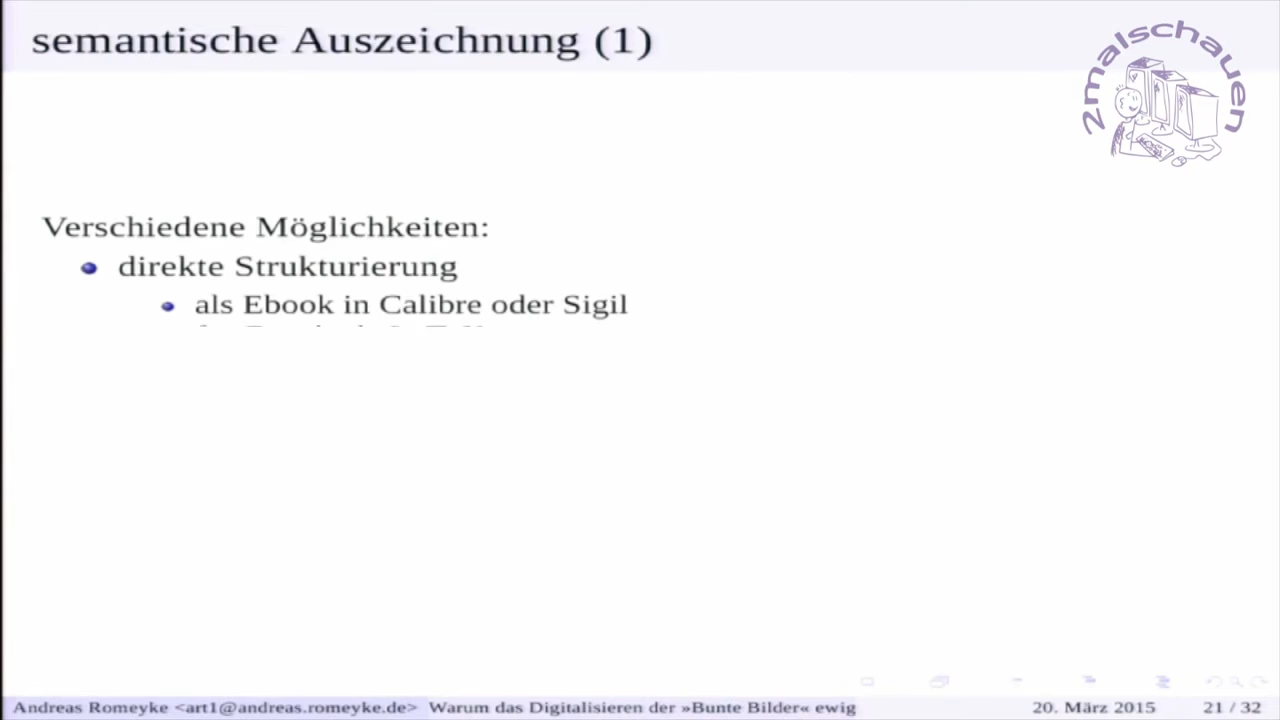 semantische Auszeichnung (1)
2malschauen
Verschiedene Möglichkeiten:
direkte Strukturierung
als Ebook in Calibre oder Sigil
Andreas Romeyke <art1@andreas.romeyke.de> Warum das Digitalisieren der »Bunte Bilder« ewig 20. März 2015 21 / 32